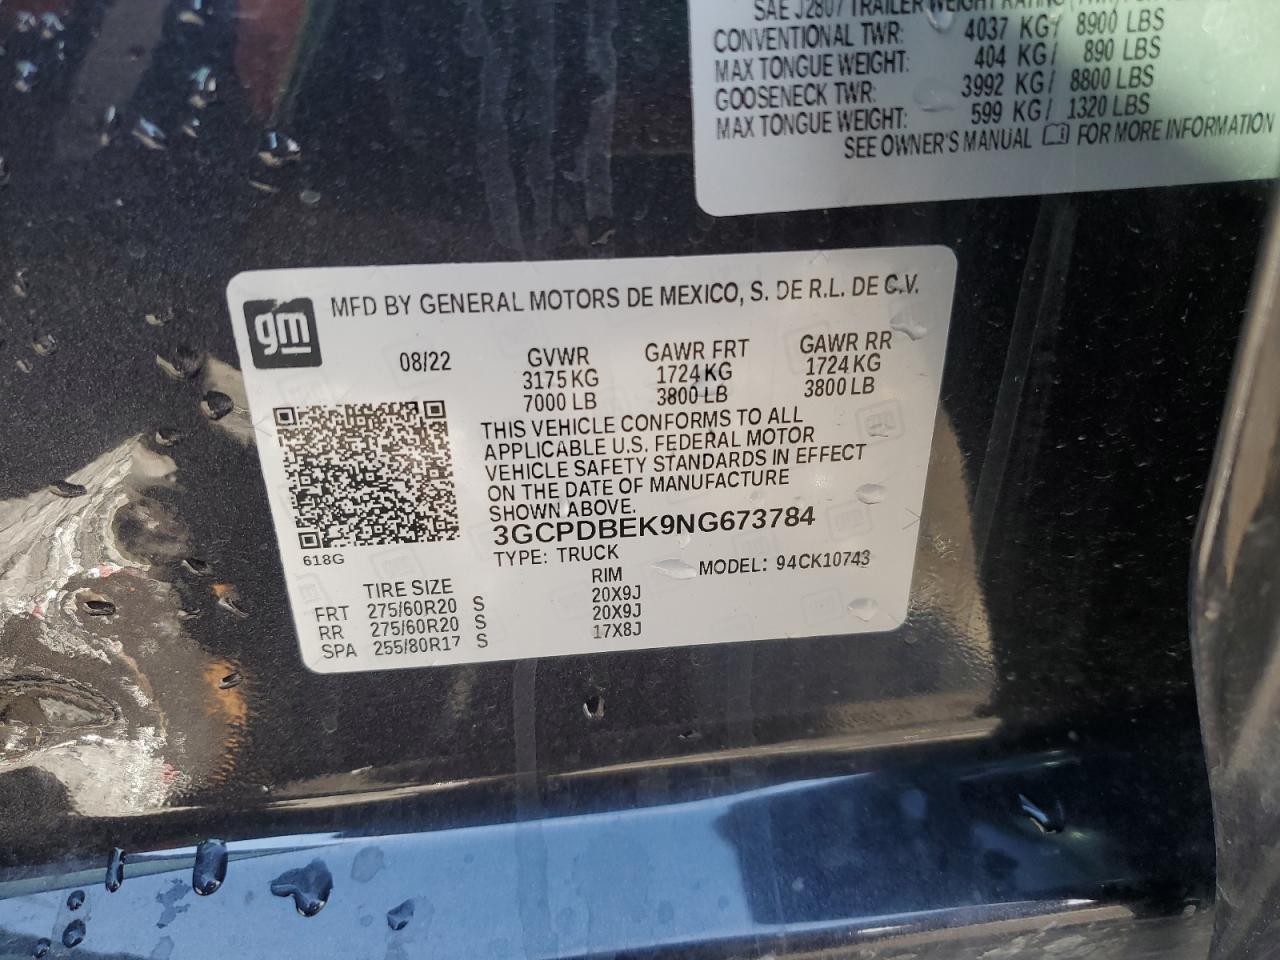 SAE J2807 TRAILER WEIGHT RATING (TWR)
CONVENTIONAL TWR: 4037 KG/ 8900 LBS
MAX TONGUE WEIGHT: 404 KG/ 890 LBS
GOOSENECK TWR: 3992 KG/ 8800 LBS
MAX TONGUE WEIGHT: 599 KG/ 1320 LBS
SEE OWNER'S MANUAL FOR MORE INFORMATION
gm
MFD BY GENERAL MOTORS DE MEXICO, S. DE R.L. DE C.V.
08/22 GVWR GAWR FRT GAWR RR
3175 KG 1724 KG 1724 KG
7000 LB 3800 LB 3800 LB
THIS VEHICLE CONFORMS TO ALL
APPLICABLE U.S. FEDERAL MOTOR
VEHICLE SAFETY STANDARDS IN EFFECT
ON THE DATE OF MANUFACTURE
SHOWN ABOVE.
3GCPDBEK9NG673784
618G
TYPE: TRUCK MODEL: 94CK10743
TIRE SIZE RIM
FRT 275/60R20 S 20X9J
RR 275/60R20 S 20X9J
SPA 255/80R17 S 17X8J